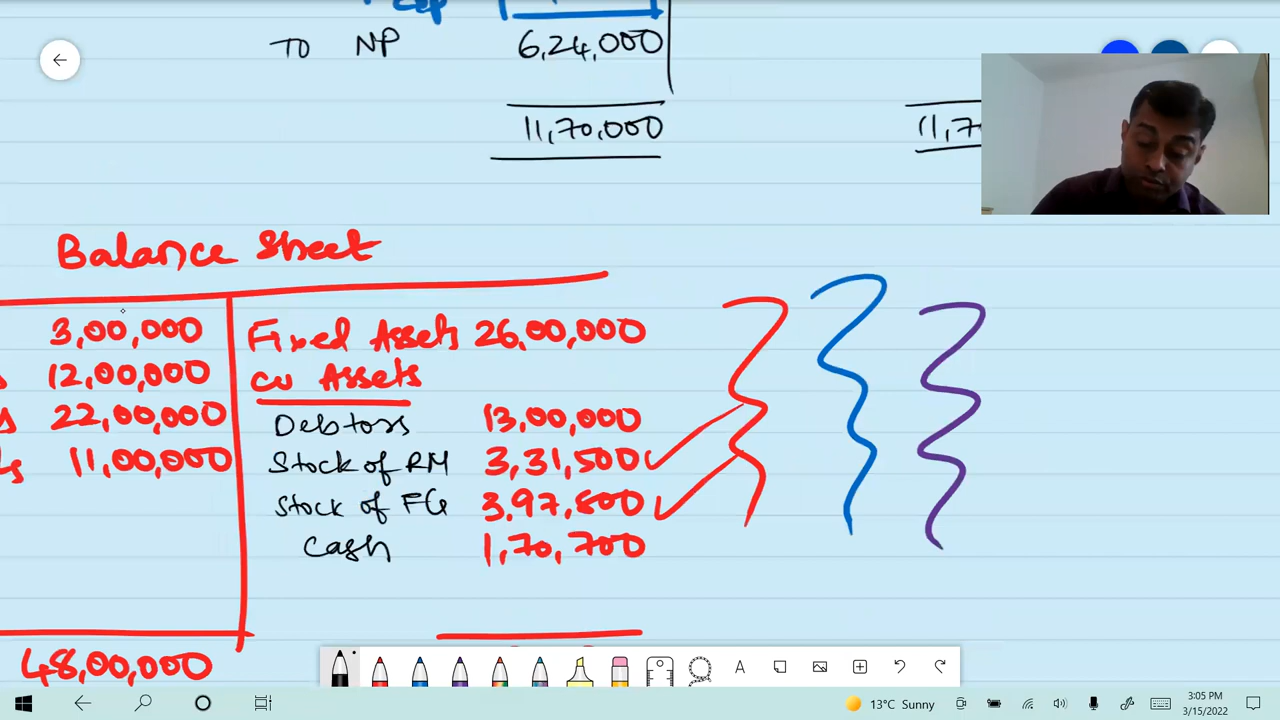 TO NP 6,24,000
11,70,000 11,7
Balance Sheet
3,00,000 Fixed Assets 26,00,000
12,00,000 cu Assets
22,00,000 Debtors 13,00,000
11,00,000 Stock of RM 3,31,500
Stock of FG 3,97,800
Cash 1,70,700
48,00,000
A
13°C Sunny
3:05 PM
3/15/2022